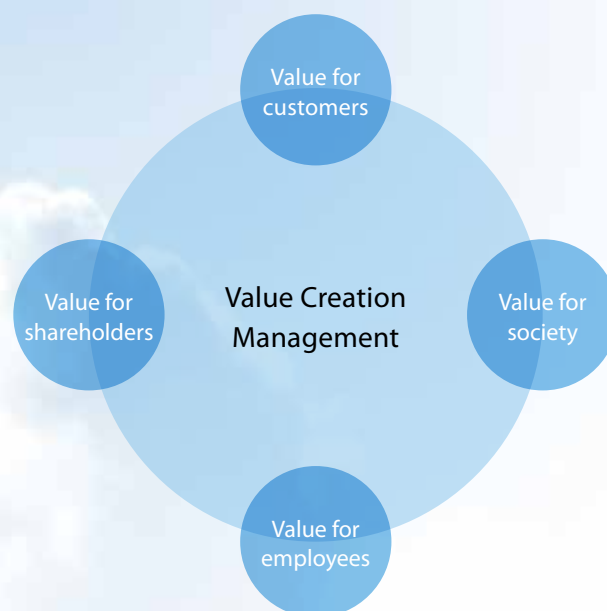 Value for
customers
Value for
shareholders
Value Creation
Management
Value for
society
Value for
employees